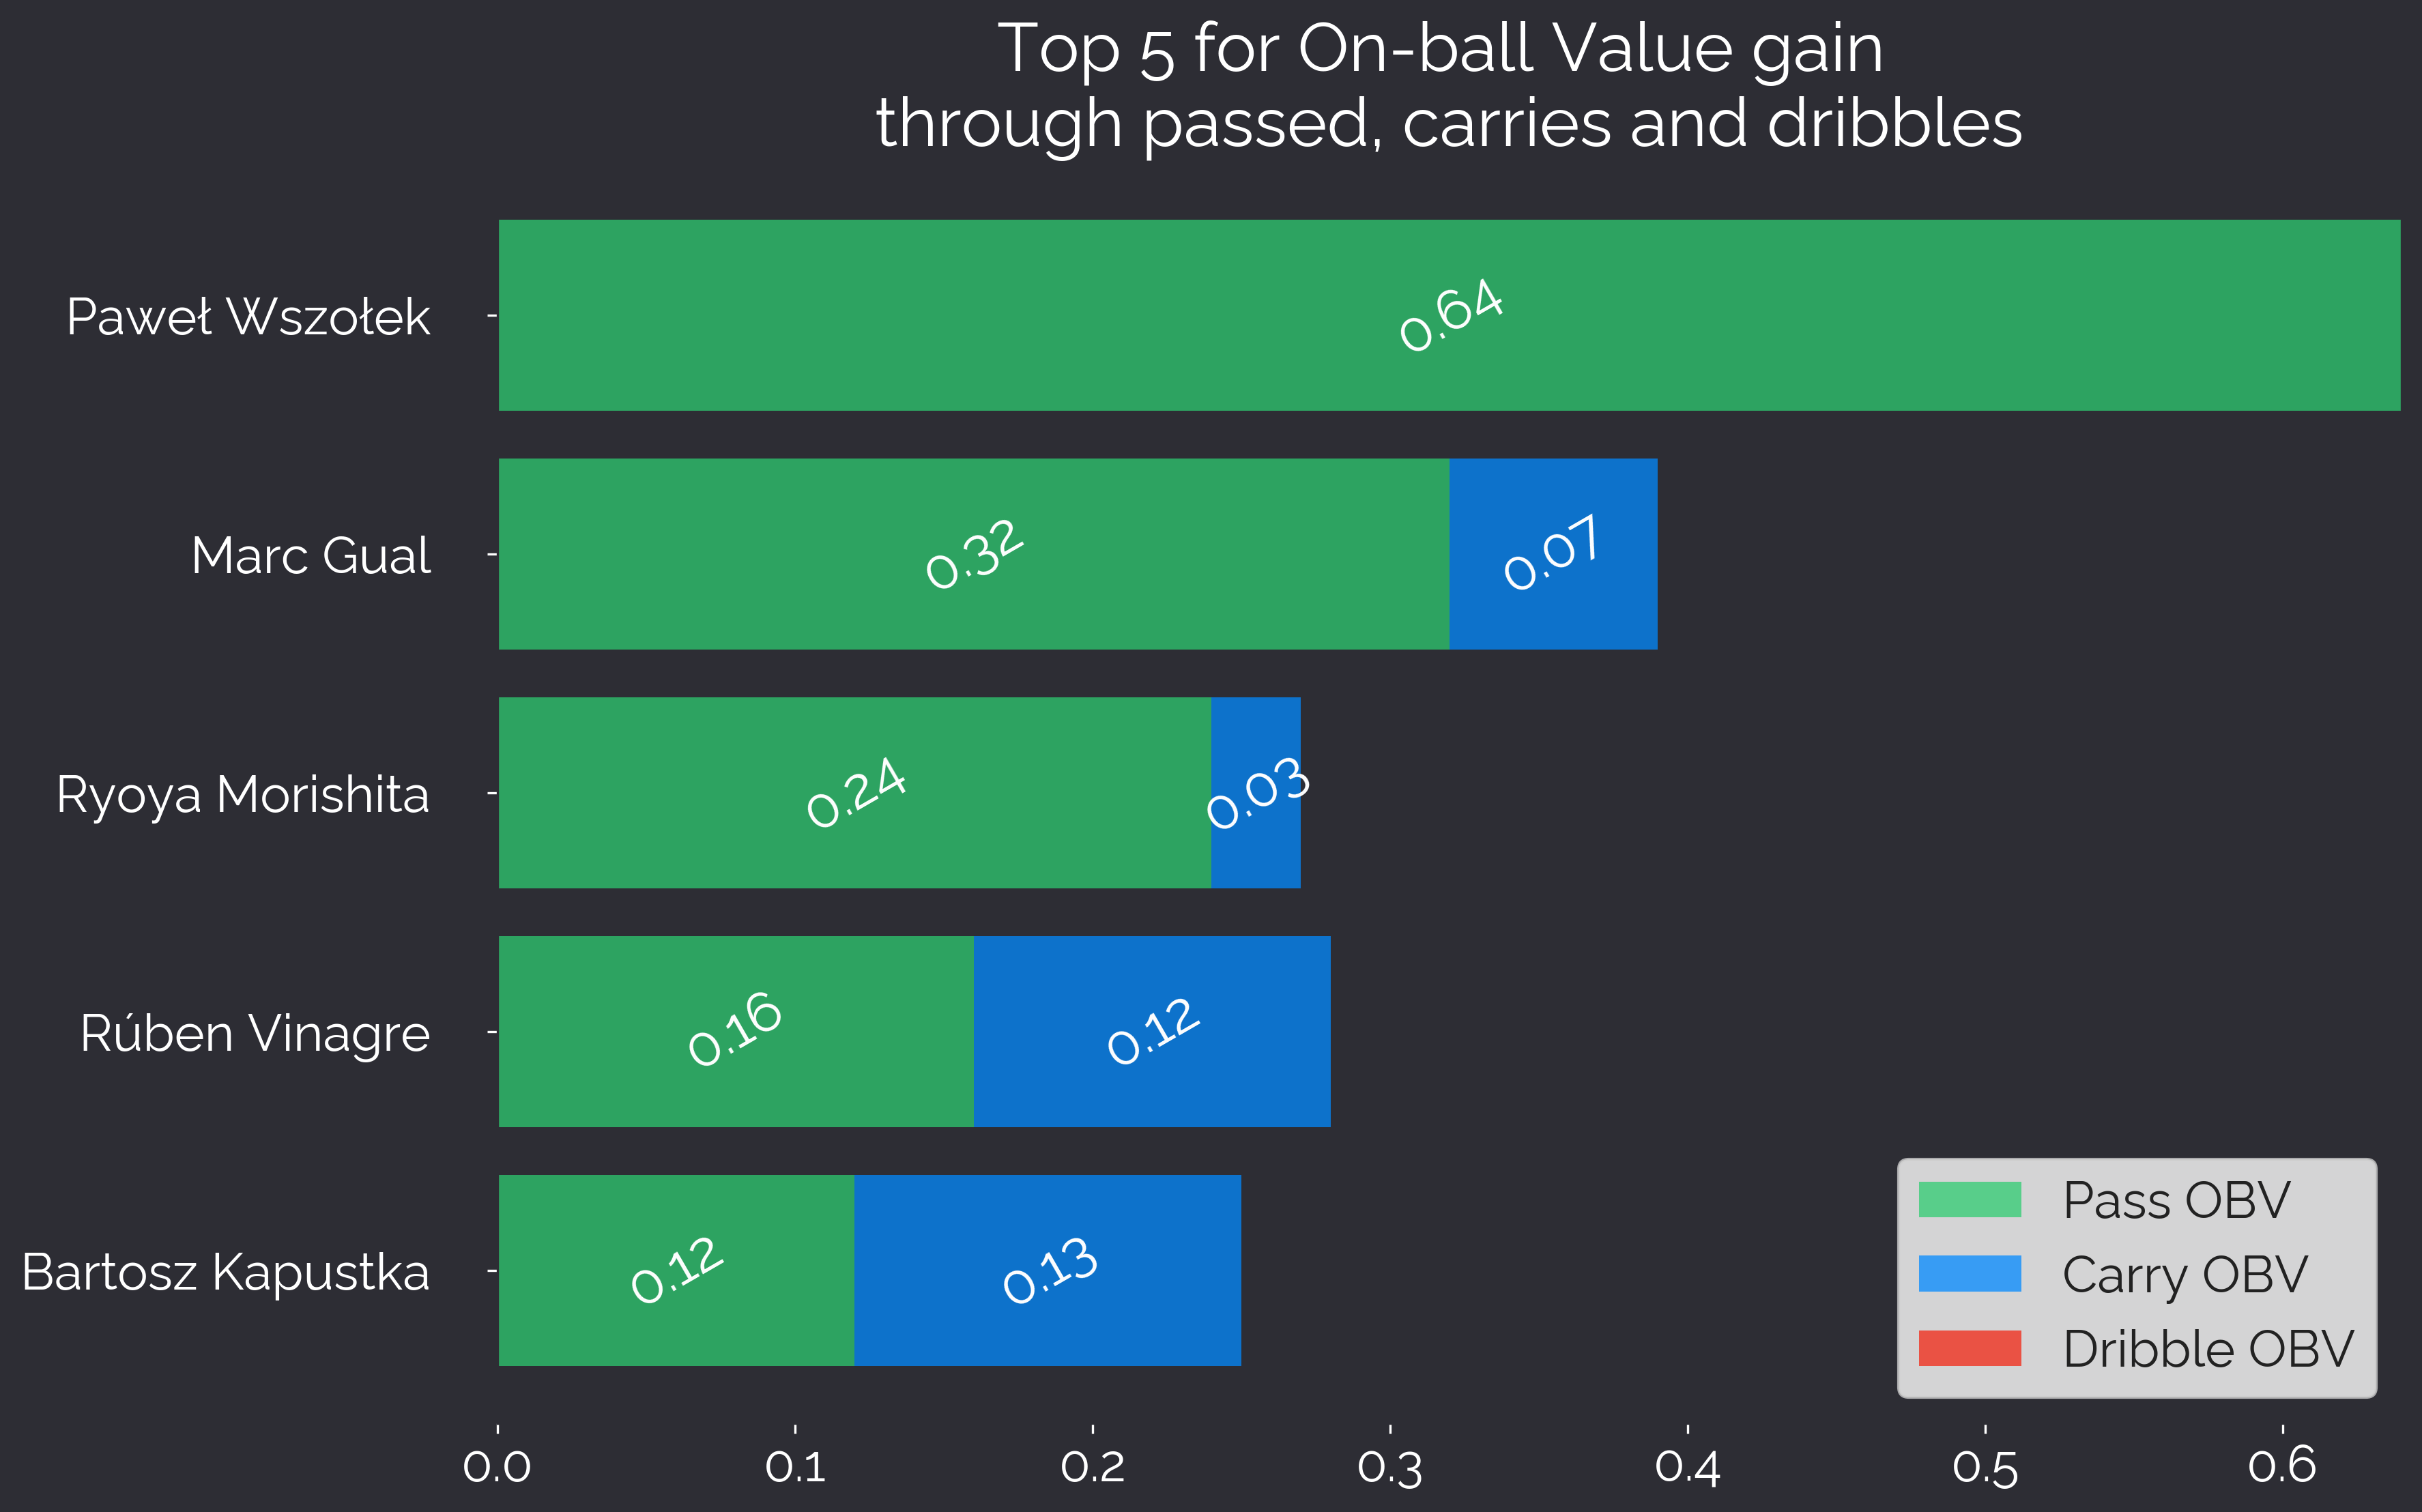 Top 5 for On-ball Value gain
through passed, carries and dribbles
Paweł Wszołek
0.64
Marc Gual
0.32
0.07
Ryoya Morishita
0.24
0.03
Rúben Vinagre
0.16
0.12
Bartosz Kapustka
0.12
0.13
Pass OBV
Carry OBV
Dribble OBV
0.0 0.1 0.2 0.3 0.4 0.5 0.6